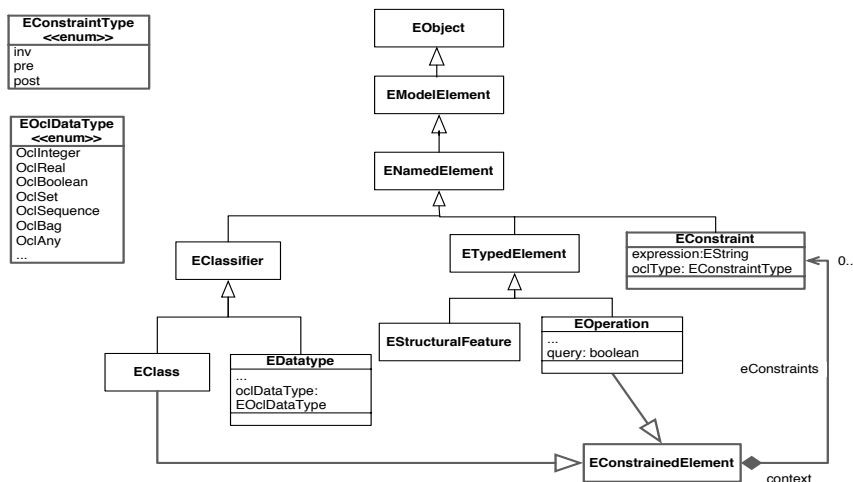 EConstraintType
<<enum>>
inv
pre
post
EOclDataType
<<enum>>
OclInteger
OclReal
OclBoolean
OclSet
OclSequence
OclBag
OclAny
...
EObject
EModelElement
ENamedElement
EClassifier
ETypedElement
EConstraint
expression:EString
oclType: EConstraintType
0..
EClass
EDatatype
...
oclDataType:
EOclDataType
EStructuralFeature
EOperation
...
query: boolean
eConstraints
EConstrainedElement
context